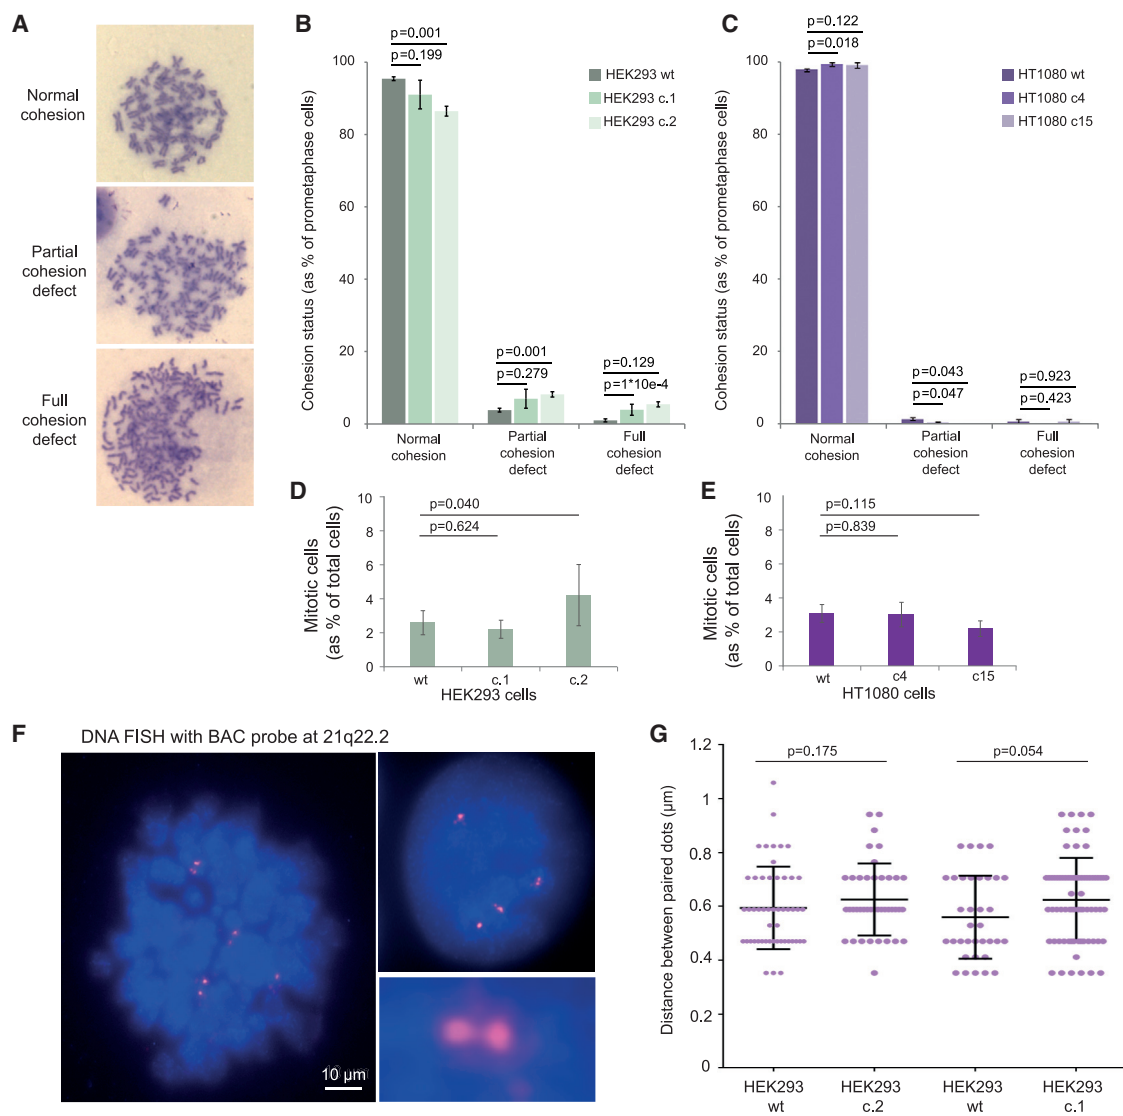 A
Normal
cohesion
Partial
cohesion
defect
Full
cohesion
defect
B
p=0.001
p=0.199
Cohesion status (as % of prometaphase cells)
100
80
60
40
20
0
HEK293 wt
HEK293 c.1
HEK293 c.2
p=0.001
p=0.279
p=0.129
p=1*10e-4
Normal
cohesion
Partial
cohesion
defect
Full
cohesion
defect
C
p=0.122
p=0.018
Cohesion status (as % of prometaphase cells)
100
80
60
40
20
0
HT1080 wt
HT1080 c4
HT1080 c15
p=0.043
p=0.047
p=0.923
p=0.423
Normal
cohesion
Partial
cohesion
defect
Full
cohesion
defect
D
Mitotic cells
(as % of total cells)
10
8
6
4
2
0
p=0.040
p=0.624
wt
c.1
c.2
HEK293 cells
E
Mitotic cells
(as % of total cells)
10
8
6
4
2
0
p=0.115
p=0.839
wt
c4
c15
HT1080 cells
F
DNA FISH with BAC probe at 21q22.2
10 µm
G
Distance between paired dots (µm)
1.2
1
0.8
0.6
0.4
0.2
0
p=0.175
p=0.054
HEK293
wt
HEK293
c.2
HEK293
wt
HEK293
c.1